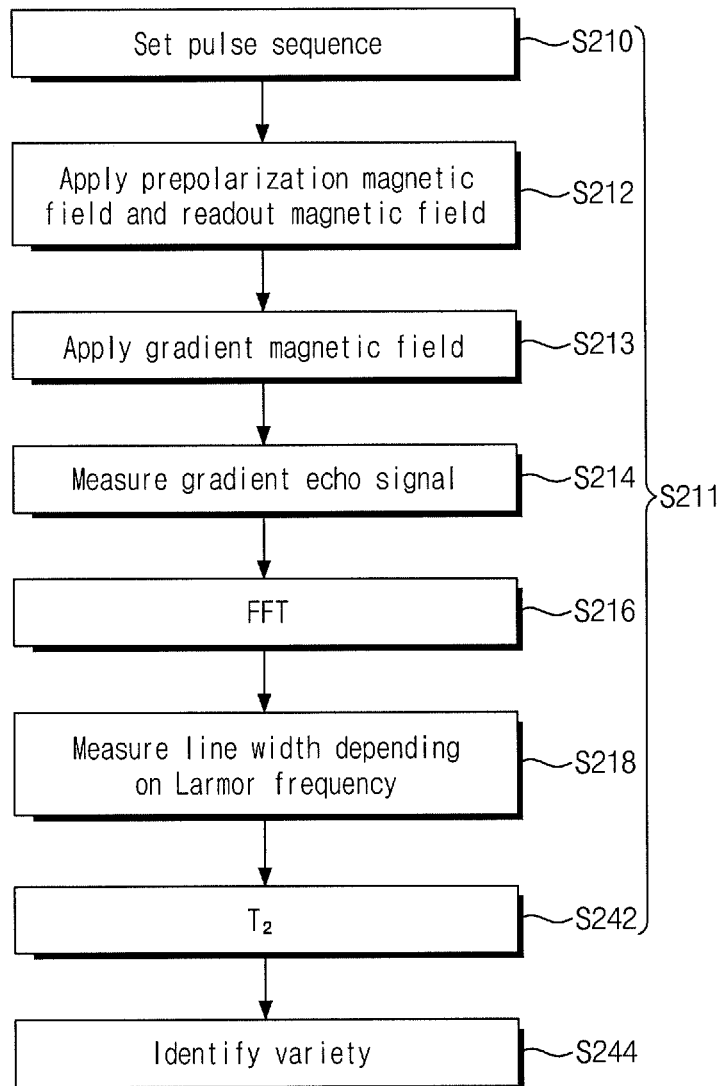 Set pulse sequence
S210
Apply prepolarization magnetic
field and readout magnetic field
S212
Apply gradient magnetic field
S213
Measure gradient echo signal
S214
S211
FFT
S216
Measure line width depending
on Larmor frequency
S218
T₂
S242
Identify variety
S244